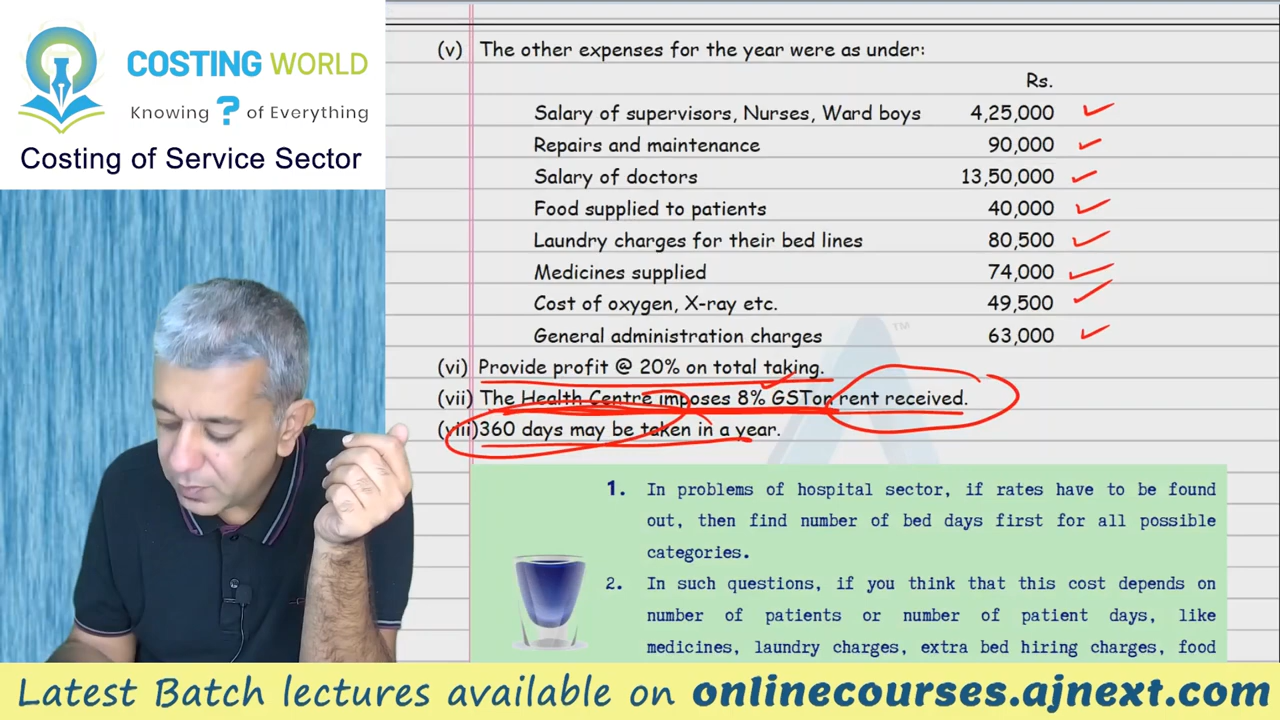 COSTING WORLD
Knowing ? of Everything
Costing of Service Sector
(v) The other expenses for the year were as under:
Rs.
Salary of supervisors, Nurses, Ward boys 4,25,000
Repairs and maintenance 90,000
Salary of doctors 13,50,000
Food supplied to patients 40,000
Laundry charges for their bed lines 80,500
Medicines supplied 74,000
Cost of oxygen, X-ray etc. 49,500
General administration charges 63,000
TM
(vi) Provide profit @ 20% on total taking.
(vii) The Health Centre imposes 8% GSTon rent received.
(viii)360 days may be taken in a year.
1. In problems of hospital sector, if rates have to be found
out, then find number of bed days first for all possible
categories.
2. In such questions, if you think that this cost depends on
number of patients or number of patient days, like
medicines, laundry charges, extra bed hiring charges, food
Latest Batch lectures available on onlinecourses.ajnext.com